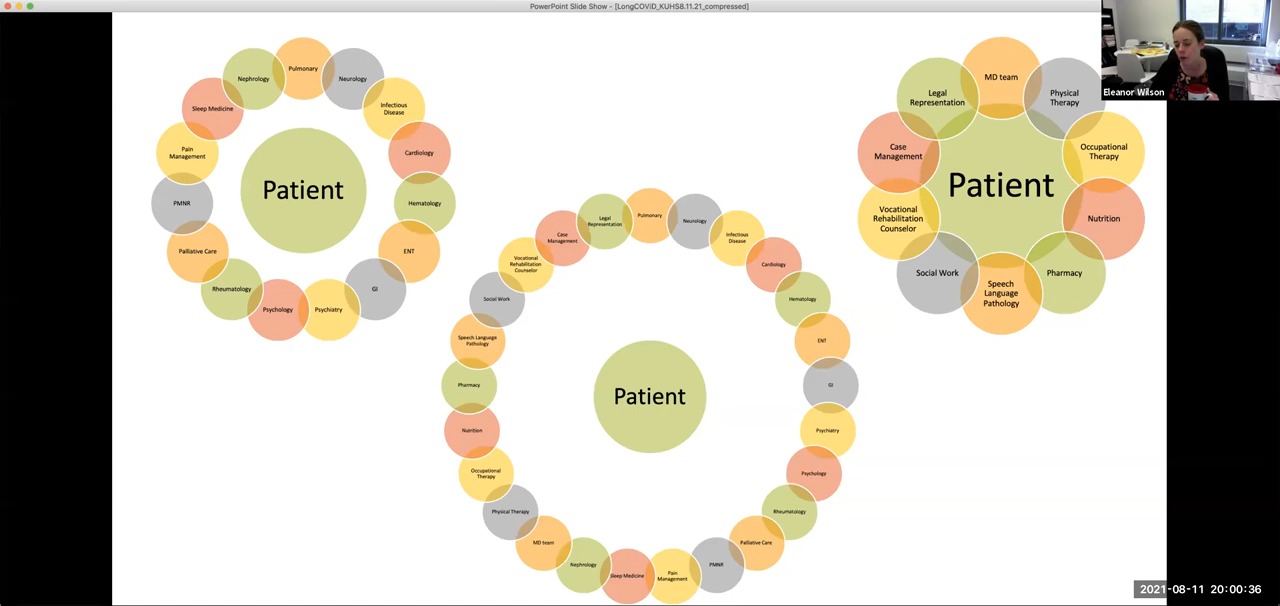 PowerPoint Slide Show - [LongCOViD_KUHS8.11.21_compressed]
Pulmonary
Neurology
Infectious
Disease
Cardiology
Hematology
ENT
GI
Psychiatry
Psychology
Rheumatology
Palliative Care
PMNR
Pain
Management
Sleep Medicine
Nephrology
Patient
Pulmonary
Neurology
Infectious
Disease
Cardiology
Hematology
ENT
GI
Psychiatry
Psychology
Rheumatology
Palliative Care
PMNR
Pain
Management
Sleep Medicine
Nephrology
MD team
Physical Therapy
Occupational
Therapy
Nutrition
Pharmacy
Speech Language
Pathology
Social Work
Vocational
Rehabilitation
Counselor
Case
Management
Legal
Representation
Patient
MD team
Physical
Therapy
Occupational
Therapy
Nutrition
Pharmacy
Speech
Language
Pathology
Social Work
Vocational
Rehabilitation
Counselor
Case
Management
Legal
Representation
Patient
Eleanor Wilson
2021-08-11 20:00:36